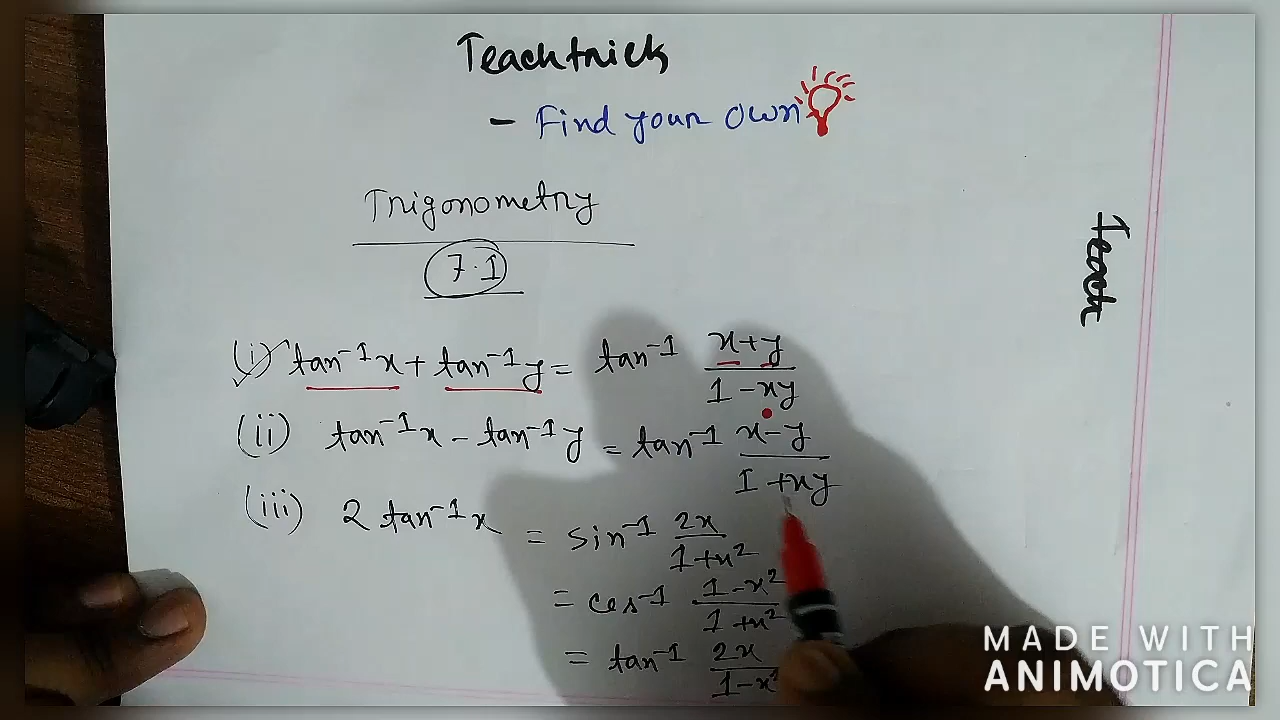 Teachtrick
- Find your own
Trigonometry
7.1
Teach
(i) tan⁻¹x + tan⁻¹y = tan⁻¹ (x+y)/(1-xy)
(ii) tan⁻¹x - tan⁻¹y = tan⁻¹ (x-y)/(1+xy)
(iii) 2 tan⁻¹x = sin⁻¹ 2x/(1+x²)
= cos⁻¹ (1-x²)/(1+x²)
= tan⁻¹ 2x/(1-x²)
MADE WITH
ANIMOTICA